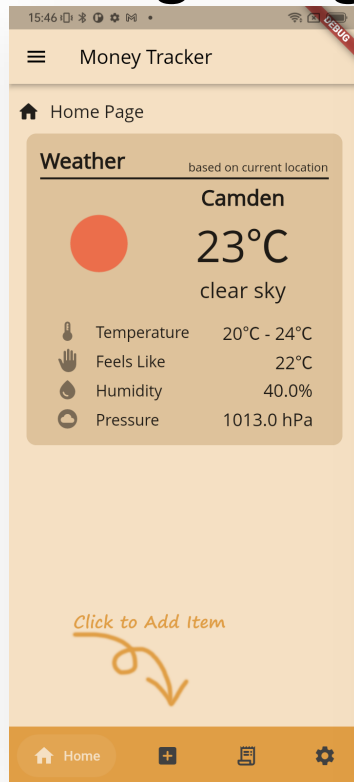 15:46
DEBUG
Money Tracker
Home Page
Weather based on current location
Camden
23°C
clear sky
Temperature 20°C - 24°C
Feels Like 22°C
Humidity 40.0%
Pressure 1013.0 hPa
Click to Add Item
Home